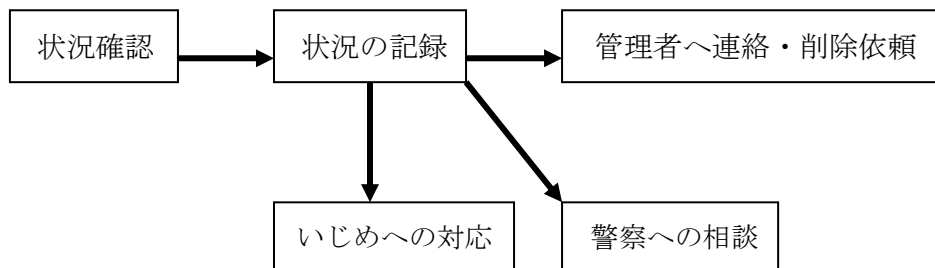 状況確認
状況の記録
管理者へ連絡・削除依頼
いじめへの対応
警察への相談